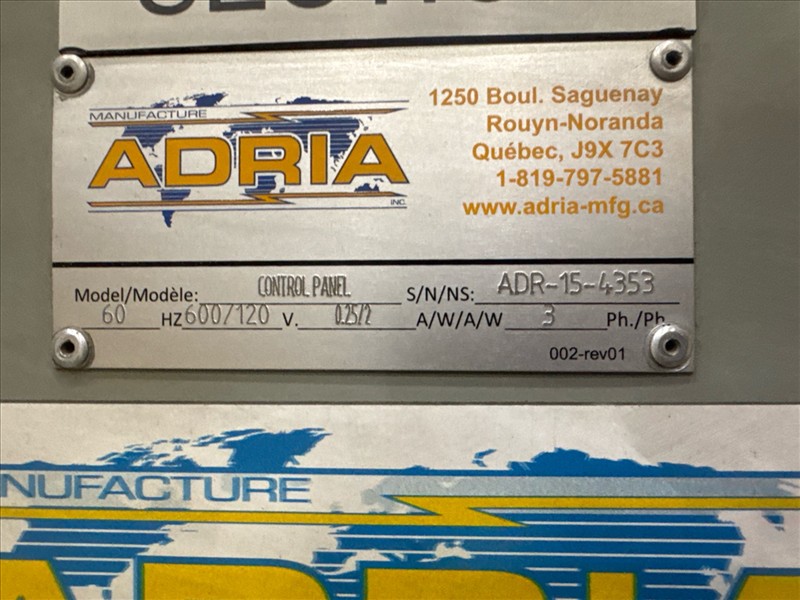 MANUFACTURE
ADRIA
INC.
1250 Boul. Saguenay
Rouyn-Noranda
Québec, J9X 7C3
1-819-797-5881
www.adria-mfg.ca
Model/Modèle: CONTROL PANEL S/N/NS: ADR-15-4353
60 HZ 600/120 V. 0.25/2 A/W/A/W 3 Ph./Ph.
002-rev01
NUFACTURE
ADRIA